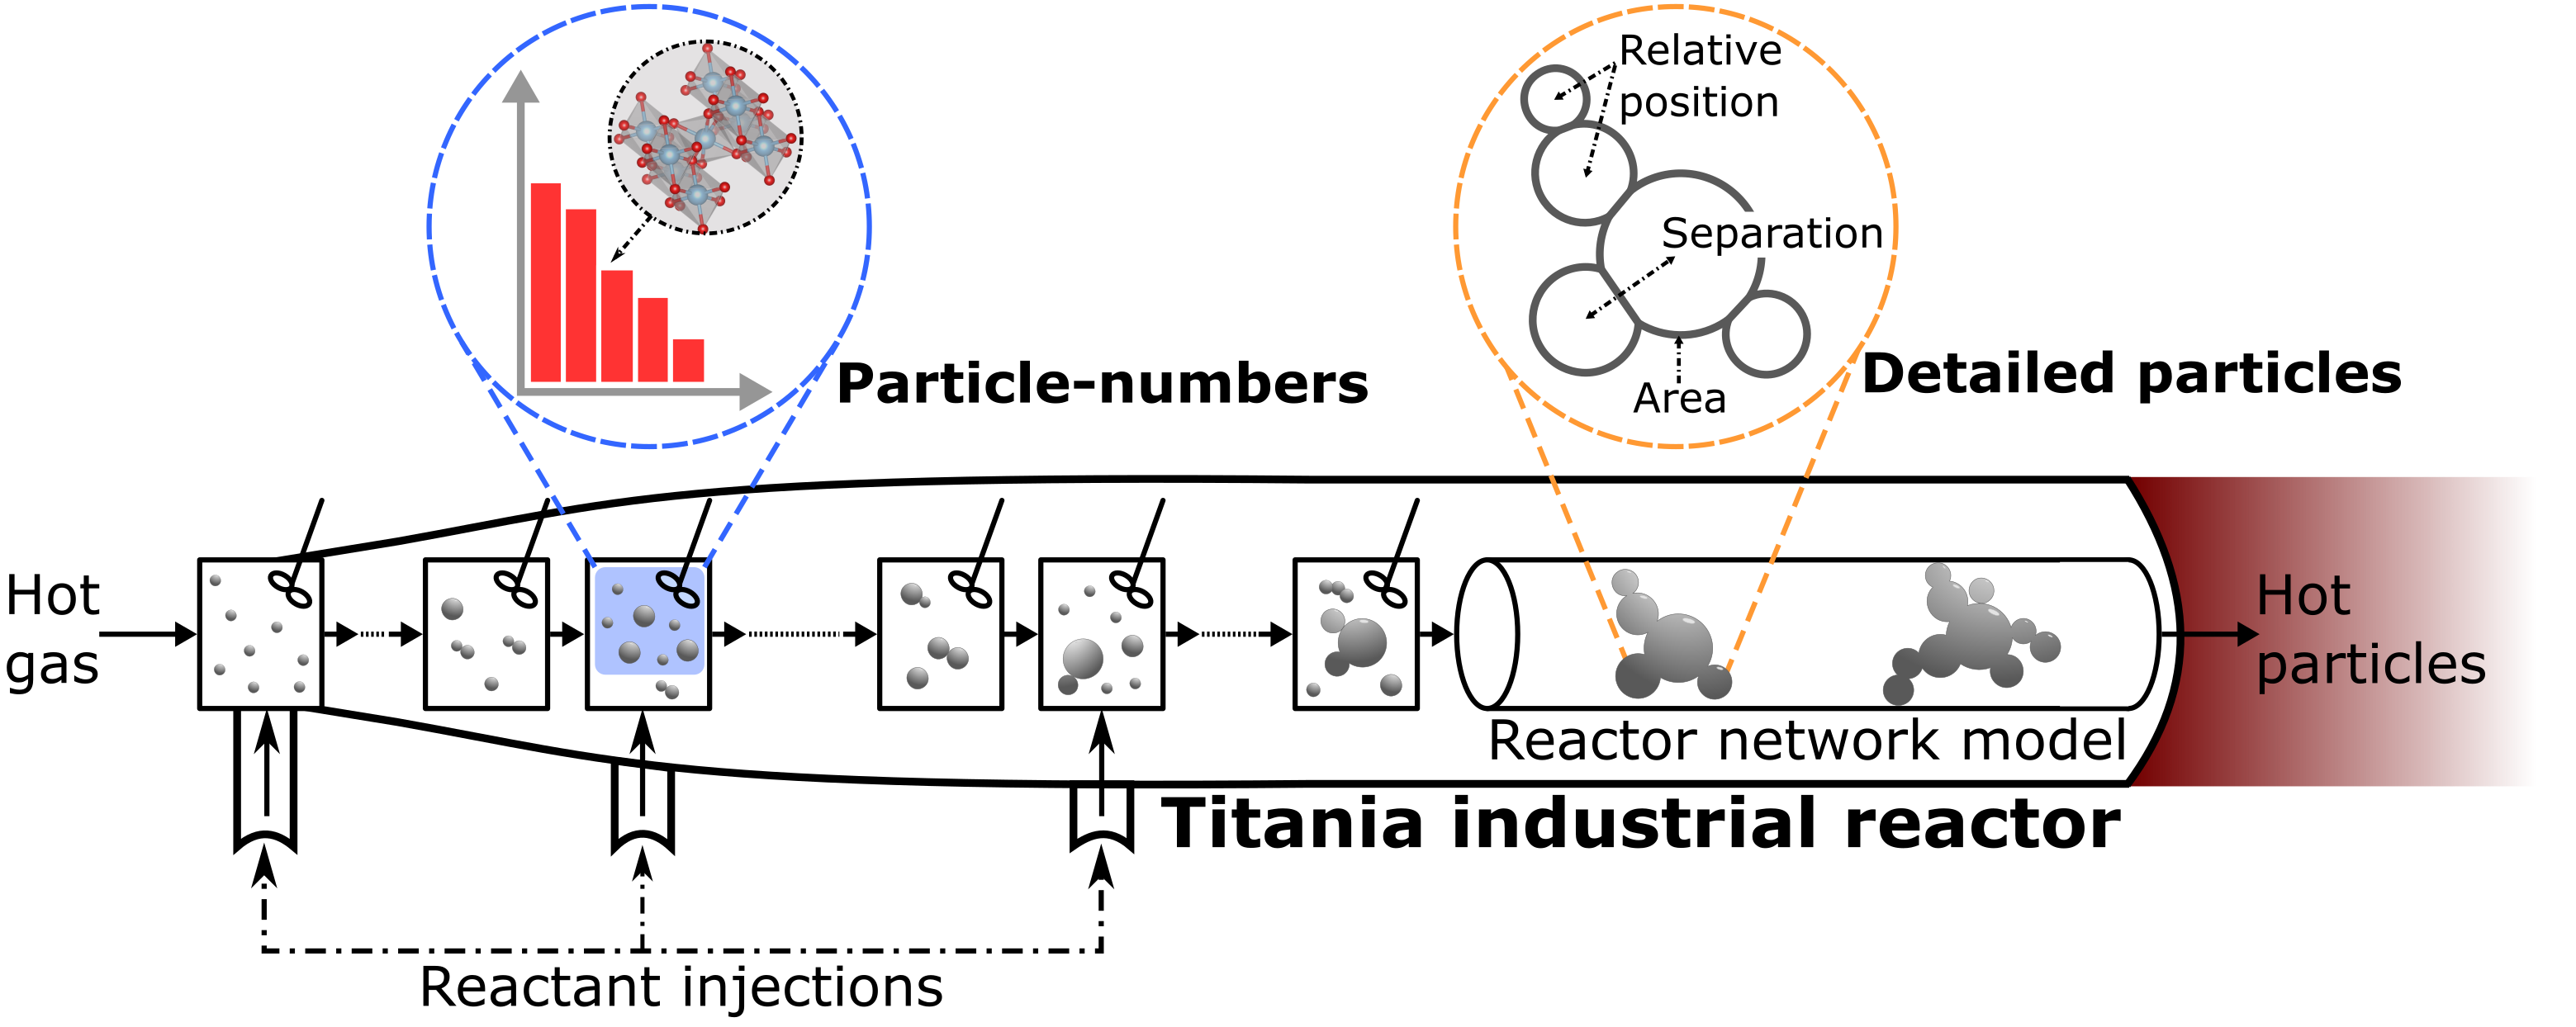 Relative
position
Separation
Area
Particle-numbers
Detailed particles
Hot
gas
Hot
particles
Reactor network model
Titania industrial reactor
Reactant injections